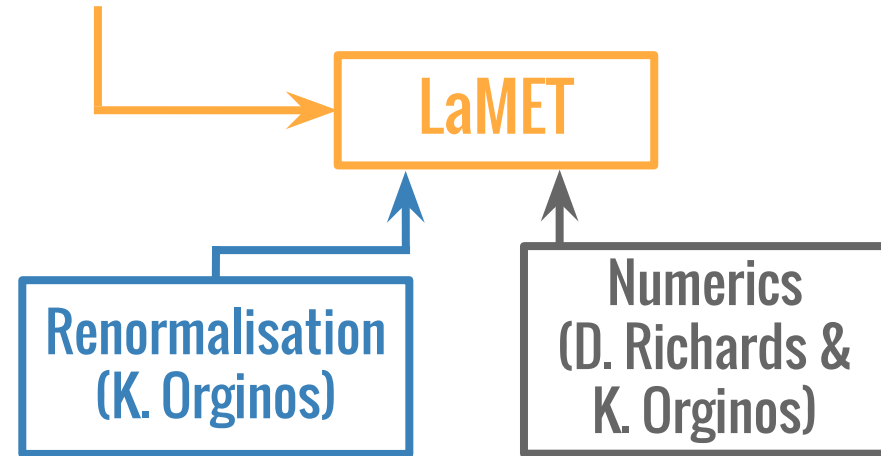 LaMET
Renormalisation
(K. Orginos)
Numerics
(D. Richards &
K. Orginos)